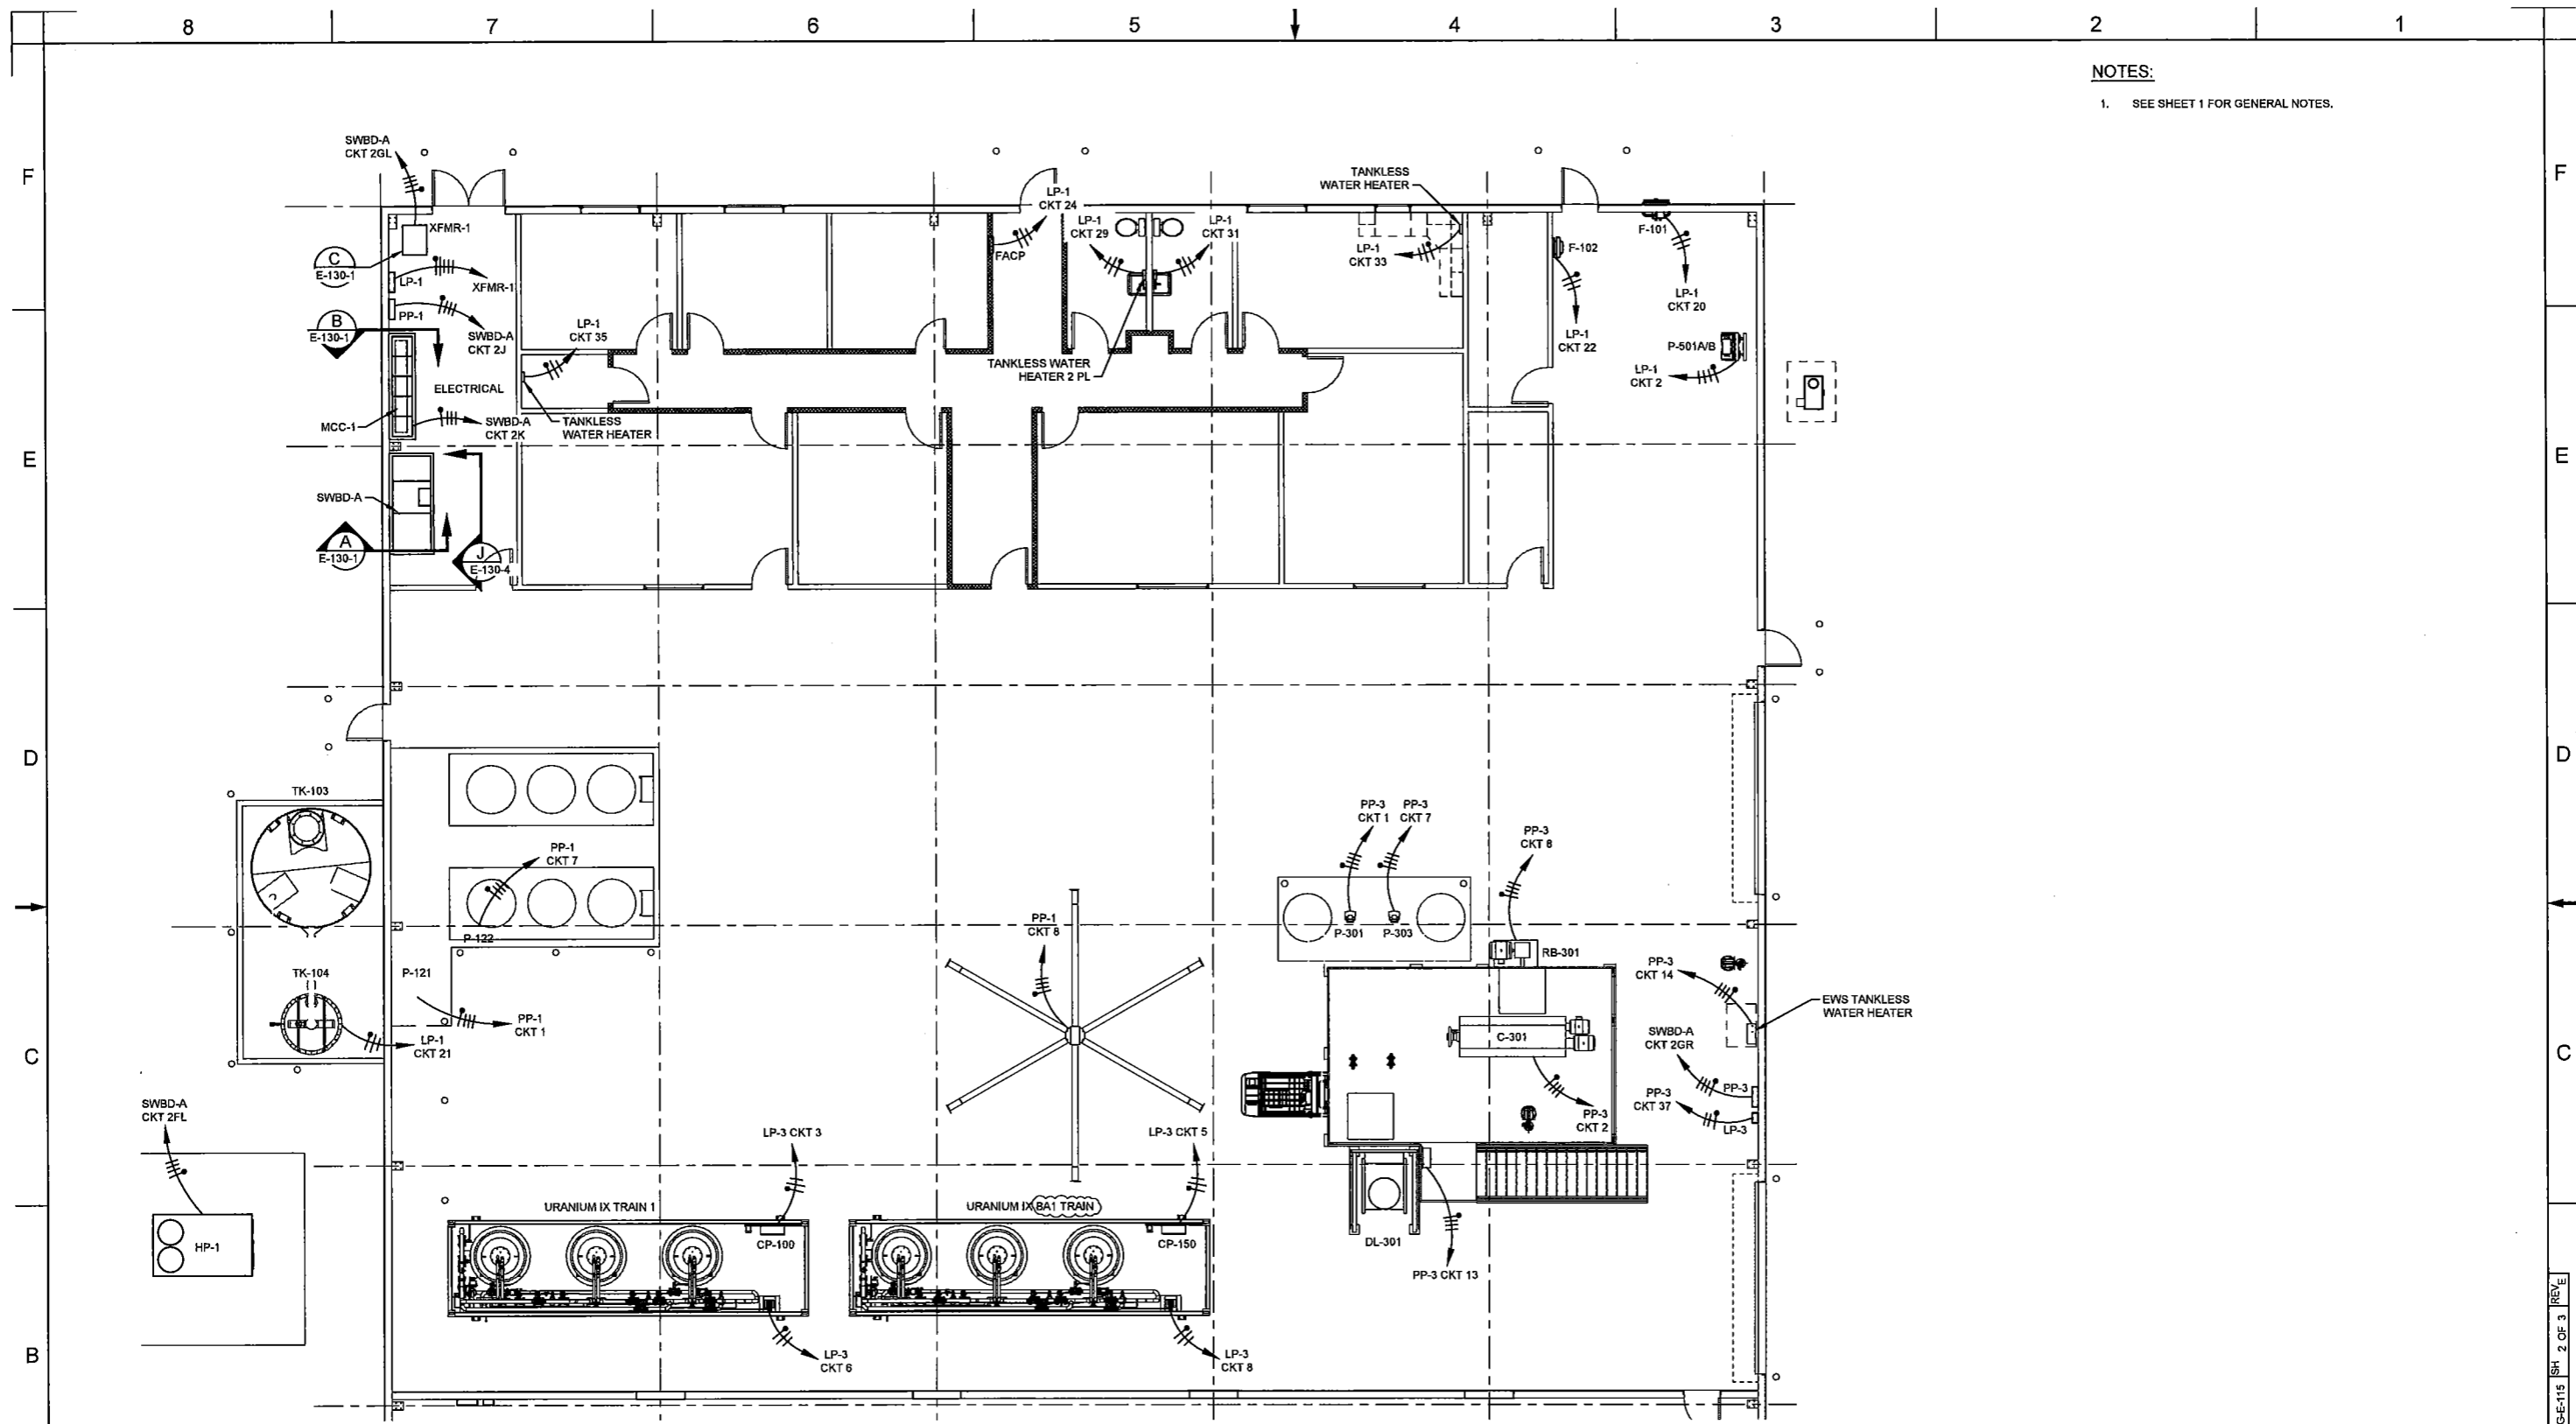 8 7 6 5 4 3 2 1
NOTES:
1. SEE SHEET 1 FOR GENERAL NOTES.
F
F
SWBD-A
CKT 2GL
XFMR-1
C
E-130-1
LP-1
XFMR-1
PP-1
B
E-130-1
SWBD-A
CKT 2J
LP-1
CKT 35
ELECTRICAL
MCC-1
SWBD-A
CKT 2K
TANKLESS
WATER HEATER
LP-1
CKT 24
FACP
LP-1
CKT 29
LP-1
CKT 31
TANKLESS WATER
HEATER 2 PL
TANKLESS
WATER HEATER
LP-1
CKT 33
F-102
LP-1
CKT 22
F-101
LP-1
CKT 20
P-501A/B
LP-1
CKT 2
E
E
SWBD-A
A
E-130-1
J
E-130-4
D
D
TK-103
PP-1
CKT 7
P-122
PP-3
CKT 1
PP-3
CKT 7
PP-3
CKT 8
P-301
P-303
RB-301
PP-1
CKT 8
TK-104
P-121
PP-1
CKT 1
LP-1
CKT 21
C
C
PP-3
CKT 14
EWS TANKLESS
WATER HEATER
C-301
SWBD-A
CKT 2GR
PP-3
PP-3
CKT 37
LP-3
PP-3
CKT 2
SWBD-A
CKT 2FL
HP-1
LP-3 CKT 3
LP-3 CKT 5
URANIUM IX TRAIN 1
URANIUM IX BA1 TRAIN
CP-100
CP-150
DL-301
PP-3 CKT 13
LP-3
CKT 6
LP-3
CKT 8
B
G-E-115 SH 2 OF 3 REV E